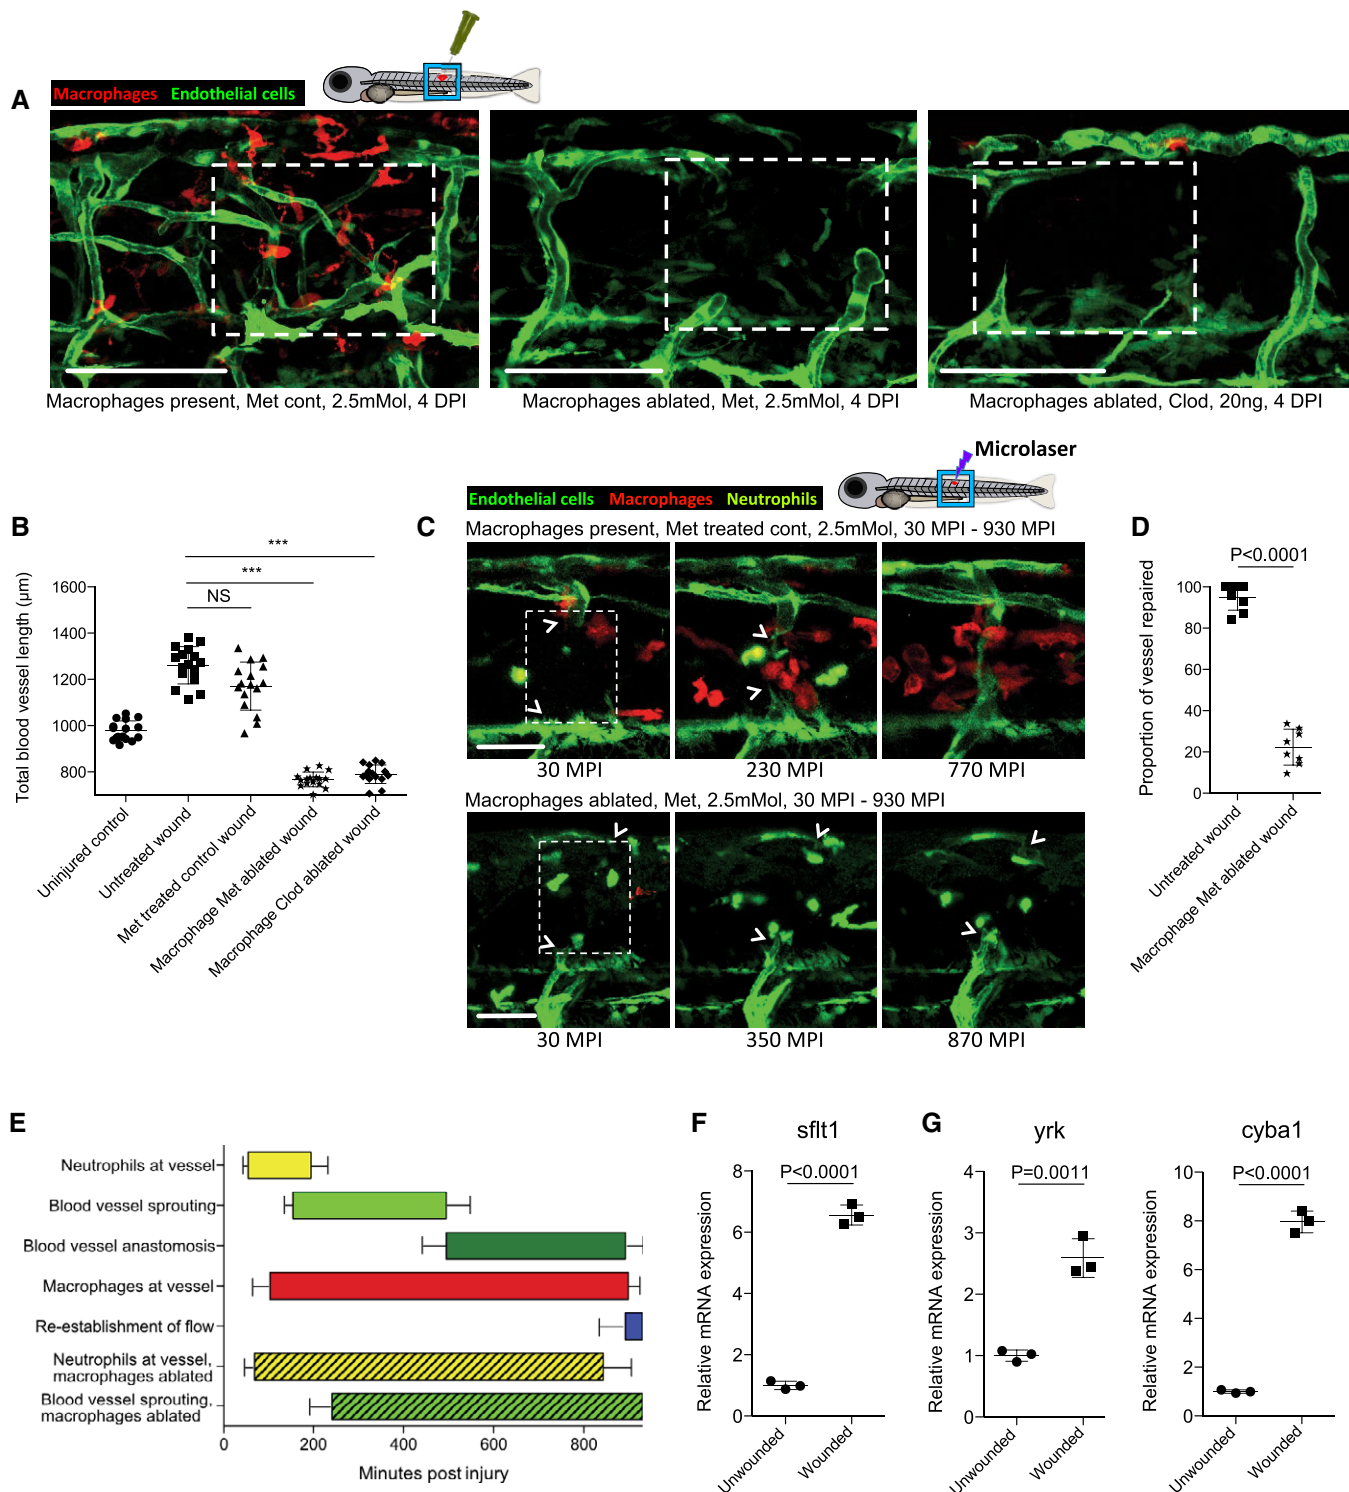 A
Macrophages Endothelial cells
Macrophages present, Met cont, 2.5mMol, 4 DPI
Macrophages ablated, Met, 2.5mMol, 4 DPI
Macrophages ablated, Clod, 20ng, 4 DPI
B
Total blood vessel length (µm)
1600
1400
1200
1000
800
***
***
NS
Uninjured control
Untreated wound
Met treated control wound
Macrophage Met ablated wound
Macrophage Clod ablated wound
C
Microlaser
Endothelial cells Macrophages Neutrophils
Macrophages present, Met treated cont, 2.5mMol, 30 MPI - 930 MPI
30 MPI
230 MPI
770 MPI
Macrophages ablated, Met, 2.5mMol, 30 MPI - 930 MPI
30 MPI
350 MPI
870 MPI
D
P<0.0001
Proportion of vessel repaired
100
80
60
40
20
0
Untreated wound
Macrophage Met ablated wound
E
Neutrophils at vessel
Blood vessel sprouting
Blood vessel anastomosis
Macrophages at vessel
Re-establishment of flow
Neutrophils at vessel,
macrophages ablated
Blood vessel sprouting,
macrophages ablated
0
200
400
600
800
Minutes post injury
F
sflt1
P<0.0001
Relative mRNA expression
8
6
4
2
0
Unwounded
Wounded
G
yrk
P=0.0011
Relative mRNA expression
4
3
2
1
0
Unwounded
Wounded
cyba1
P<0.0001
Relative mRNA expression
10
8
6
4
2
0
Unwounded
Wounded